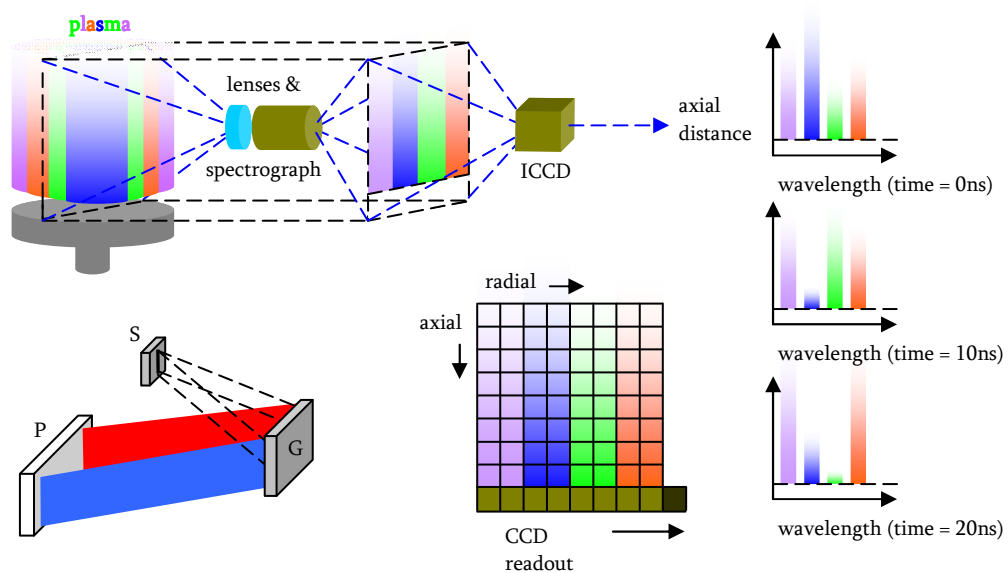 plasma
lenses &
spectrograph
ICCD
axial
distance
wavelength (time = 0ns)
radial
axial
wavelength (time = 10ns)
S
P
G
CCD
readout
wavelength (time = 20ns)